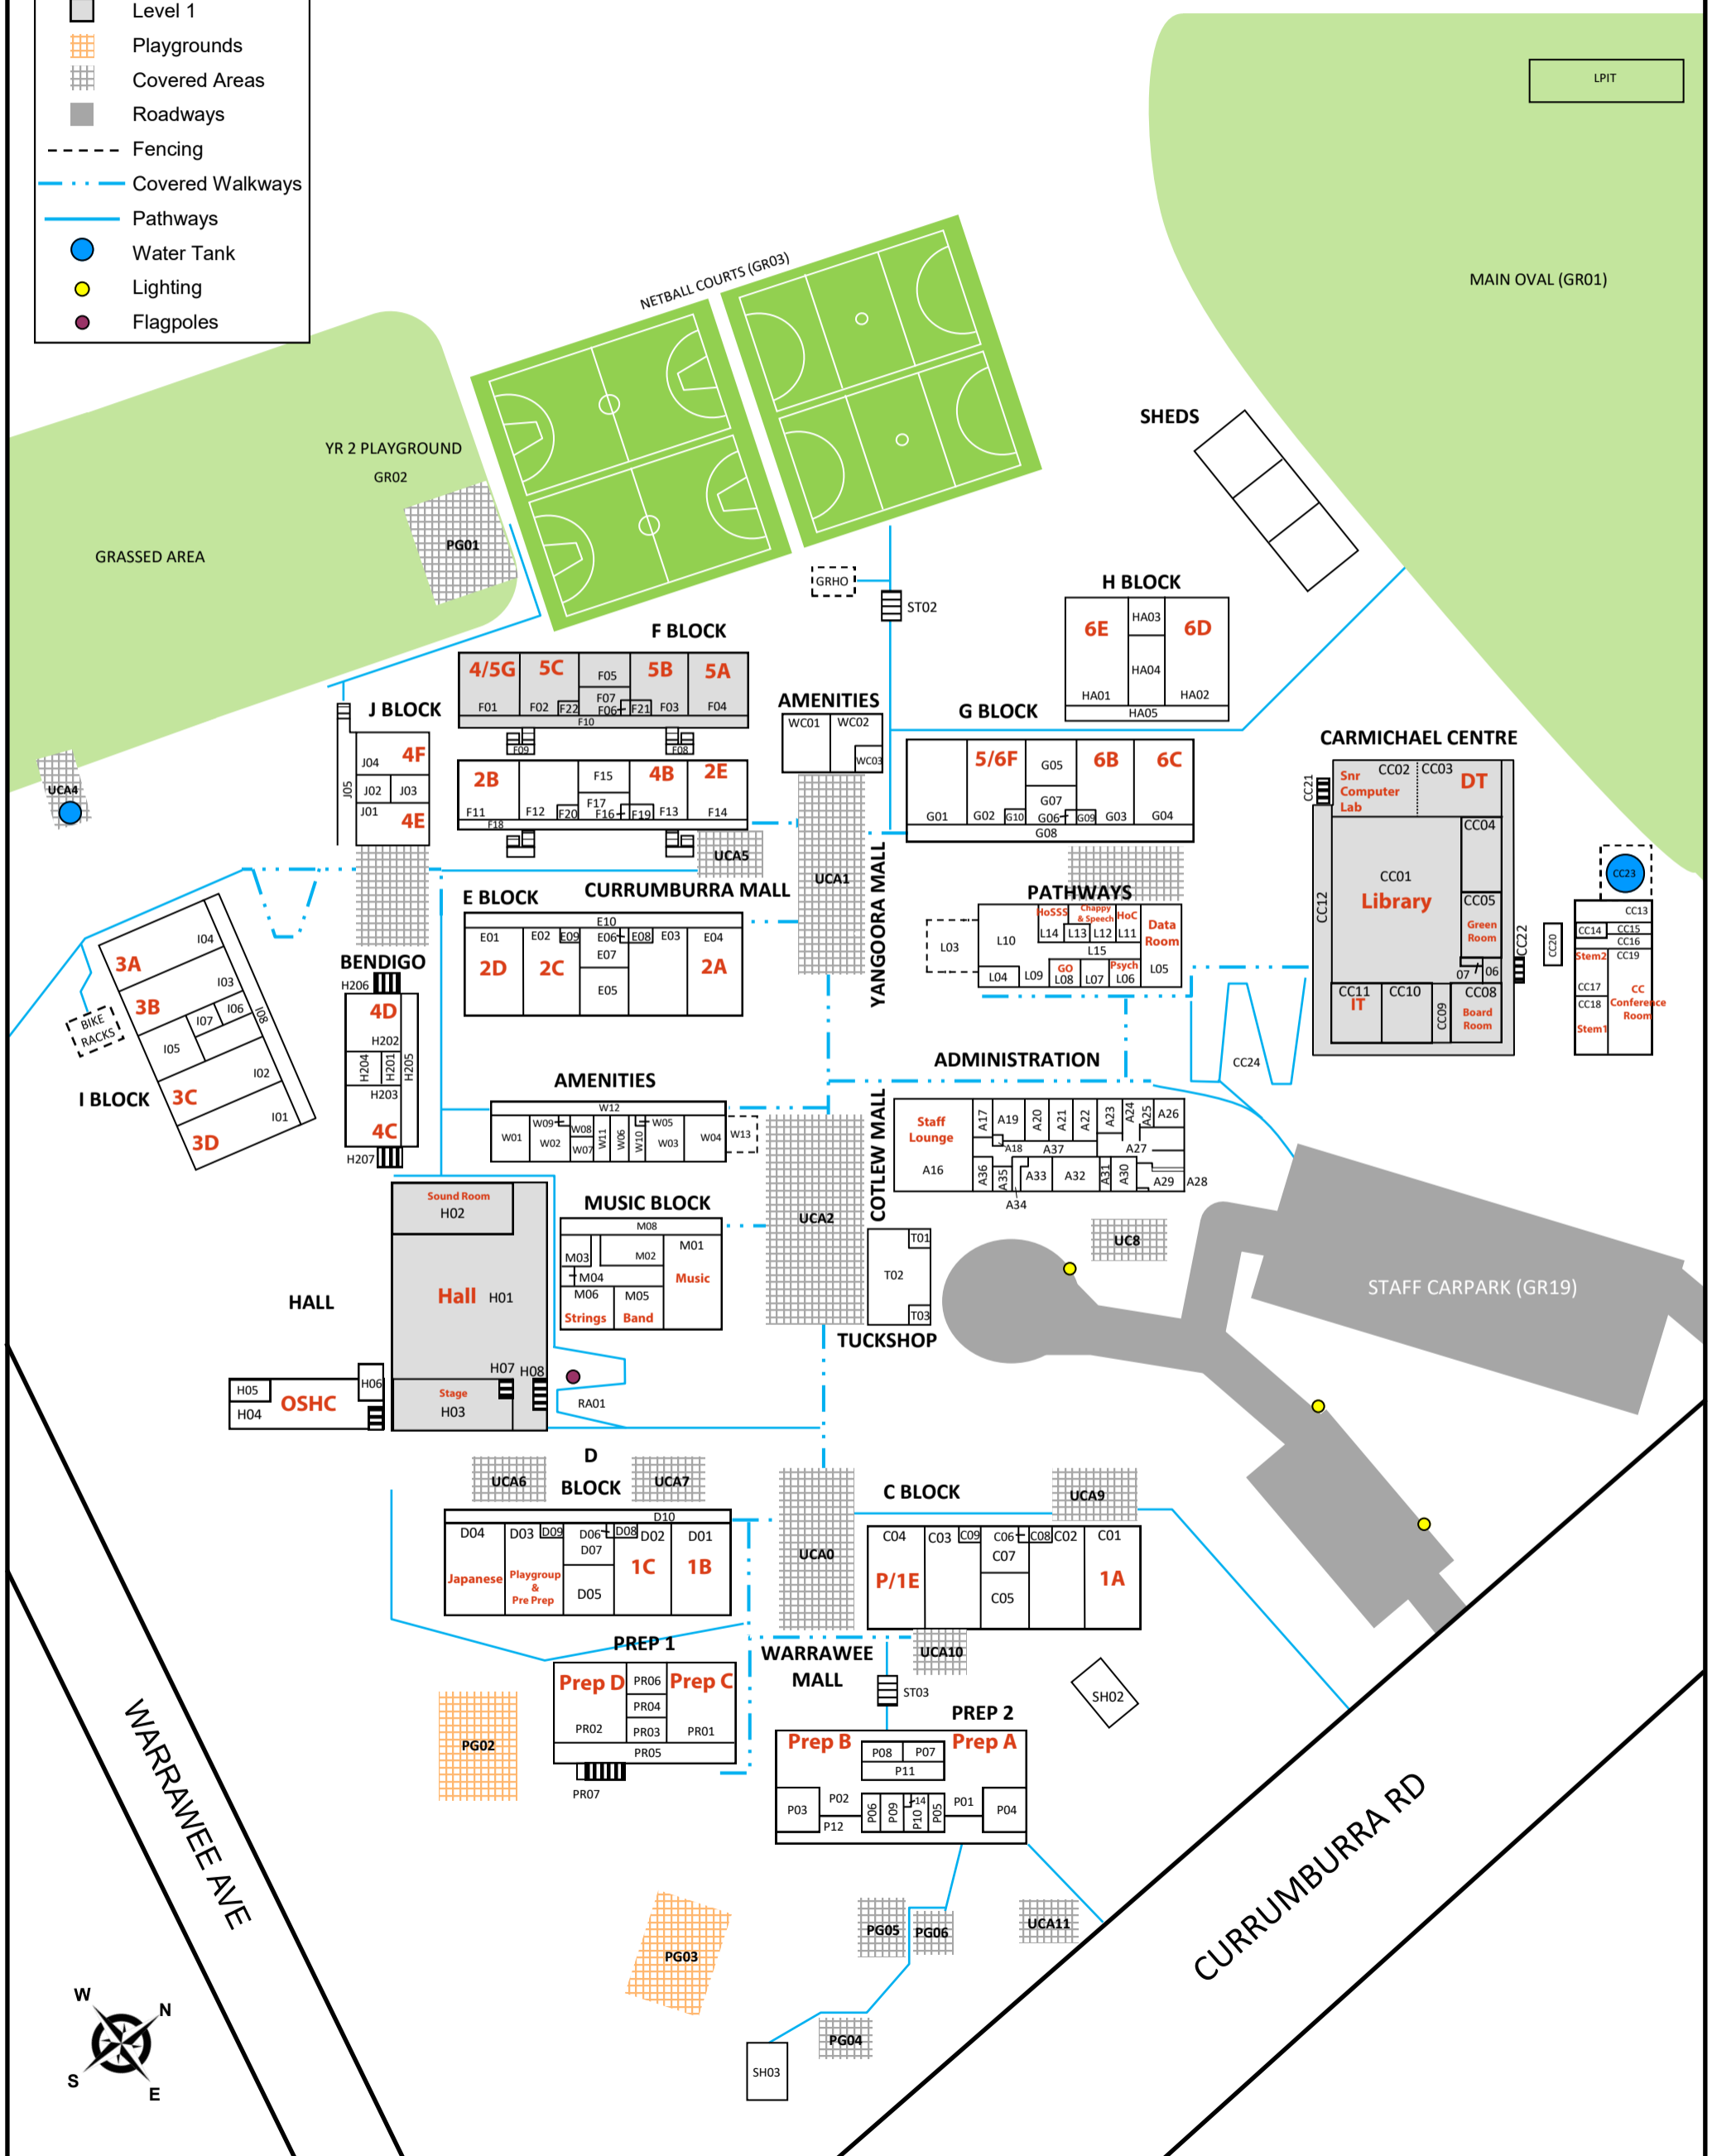 Level 1
Playgrounds
Covered Areas
Roadways
Fencing
Covered Walkways
Pathways
Water Tank
Lighting
Flagpoles
LPIT
MAIN OVAL (GR01)
NETBALL COURTS (GR03)
YR 2 PLAYGROUND
GR02
PG01
GRASSED AREA
SHEDS
GRHO
ST02
H BLOCK
6E HA03 6D
HA04
HA01 HA02
HA05
F BLOCK
4/5G 5C F05 5B 5A
F07
F01 F02 F22 F06 F21 F03 F04
F10
F09 F08
2B F15 4B 2E
F17
F11 F12 F20 F16 F19 F13 F14
F18
UCA5
J BLOCK
4F
J04
J02 J03
J05
J01
4E
UCA4
AMENITIES
WC01 WC02
WC03
UCA1
YANGOORA MALL
G BLOCK
5/6F G05 6B 6C
G07
G01 G02 G10 G06 G09 G03 G04
G08
CARMICHAEL CENTRE
CC21
Snr
Computer
Lab
CC02 CC03
DT
CC04
CC01
Library
CC12
CC05
Green
Room
CC22
07 06
CC11
IT
CC10
CC09
CC08
Board
Room
CC20
CC23
CC13
CC14 CC15
CC16
Stem2 CC19
CC17
CC18
CC
Conference
Room
Stem1
CC24
PATHWAYS
HoSSS
Chappy
& Speech
HoC
Data
Room
L14 L13 L12 L11
L03
L10
L15
GO
Psych
L04 L09 L08 L07 L06 L05
E BLOCK
CURRUMBURRA MALL
E10
E01 E02 E09 E06 E08 E03 E04
E07
2D 2C 2A
E05
BENDIGO
H206
4D
H202
H204 H201 H205
H203
4C
H207
I04
3A
I03
3B
I06
I07
I08
I05
I02
3C
I01
3D
BIKE
RACKS
I BLOCK
AMENITIES
W12
W09 W05
W01 W02 W08 W11 W06 W10 W03 W04 W13
W07
ADMINISTRATION
Staff
Lounge
A16
A17 A19 A20 A21 A22 A23 A24 A25 A26
A18 A37 A27
A36 A35 A33 A32 A31 A30
A29 A28
A34
COTLEW MALL
UCA2
UC8
STAFF CARPARK (GR19)
MUSIC BLOCK
M08
M03 M02 M01
M04
Music
M06 M05
Strings Band
T01
T02
T03
TUCKSHOP
Sound Room
H02
HALL
Hall H01
H07 H08
Stage
H03
H05
H04
OSHC
H06
RA01
D
BLOCK
UCA6
UCA7
D10
D04 D03 D09 D06 D08 D02 D01
D07
Japanese
Playgroup
&
Pre Prep
D05
1C 1B
UCA0
C BLOCK
UCA9
C04 C03 C09 C06 C08 C02 C01
C07
P/1E
C05
1A
UCA10
WARRAWEE
MALL
ST03
SH02
PREP 1
Prep D PR06 Prep C
PR04
PR02 PR03 PR01
PR05
PR07
PG02
PREP 2
Prep B Prep A
P08 P07
P11
P03 P02 P06 P09 14 P10 P05 P01 P04
P12
PG03
PG05
PG06
UCA11
PG04
SH03
WARRAWEE AVE
CURRUMBURRA RD
W
N
S
E